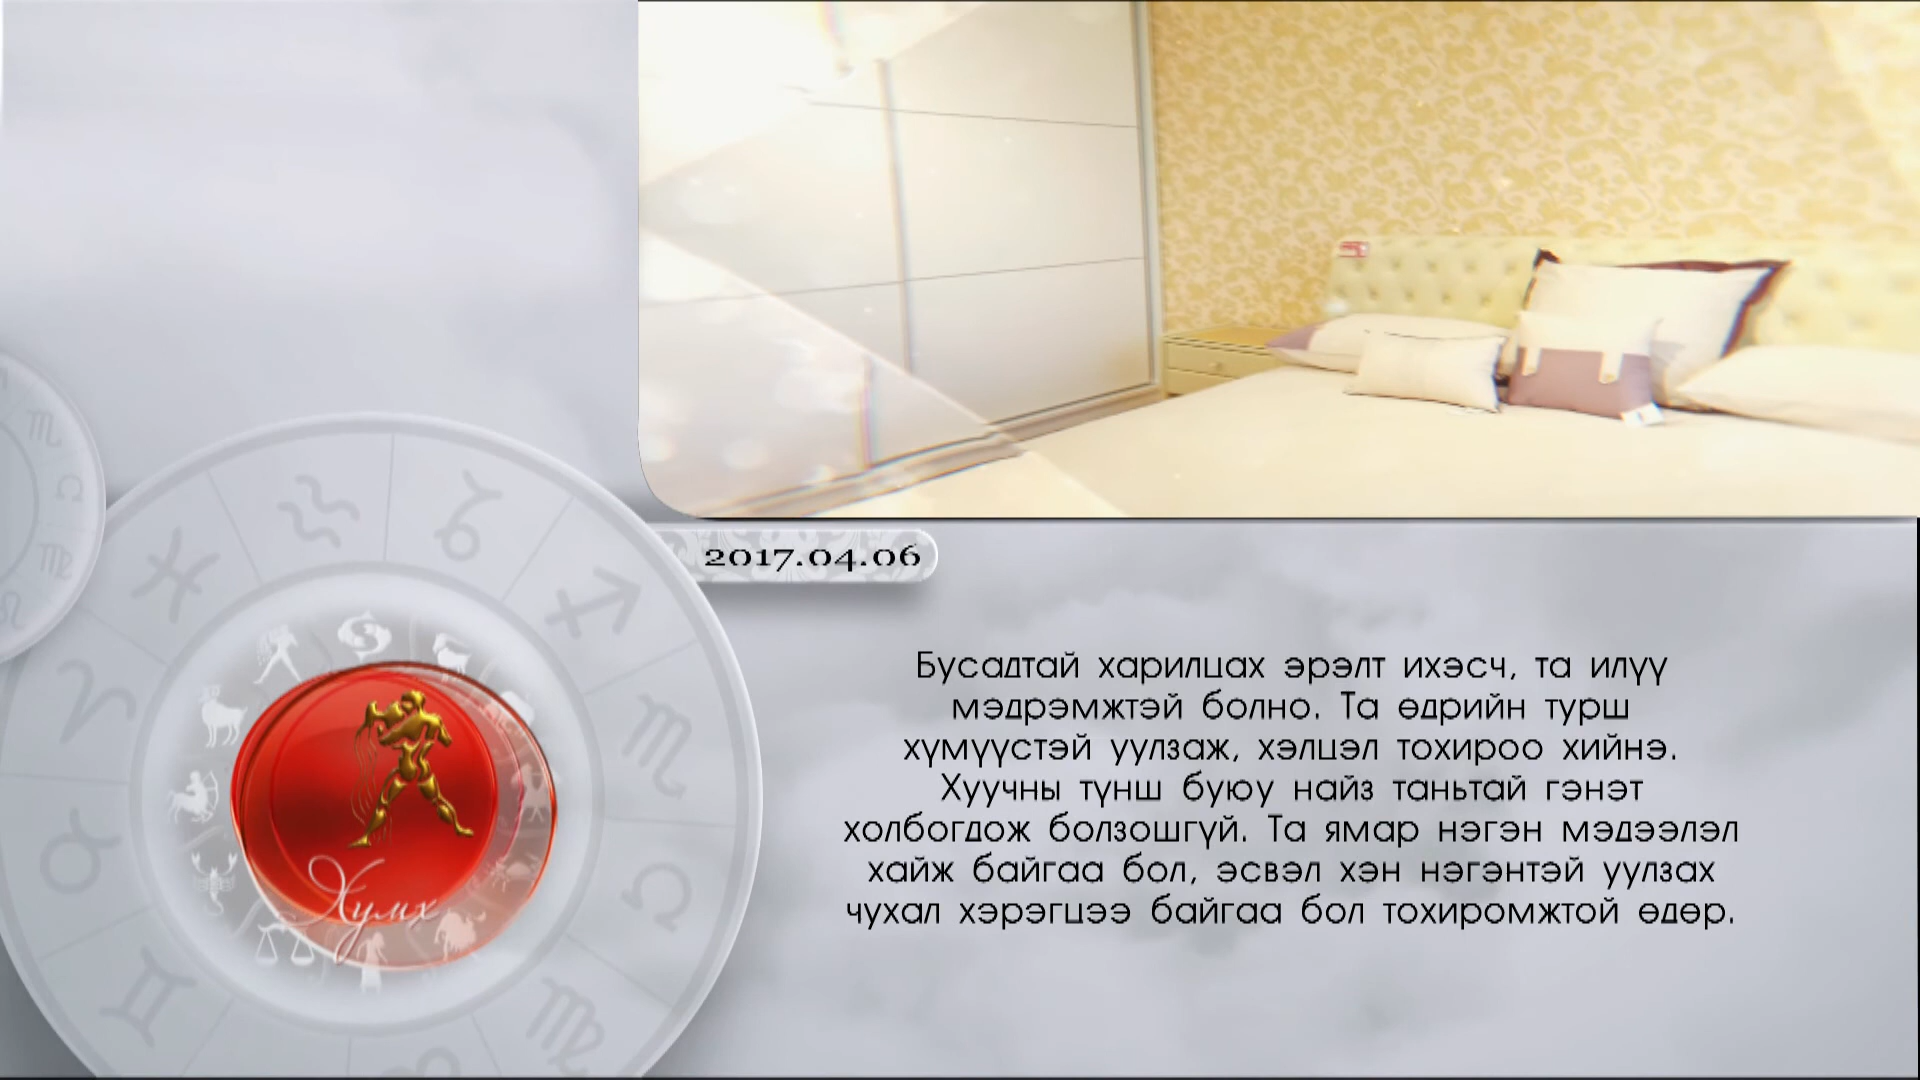 2017.04.06
Бусадтай харилцах эрэлт ихэсч, та илүү
мэдрэмжтэй болно. Та өдрийн турш
хүмүүстэй уулзаж, хэлцэл тохироо хийнэ.
Хуучны түнш буюу найз таньтай гэнэт
холбогдож болзошгүй. Та ямар нэгэн мэдээлэл
хайж байгаа бол, эсвэл хэн нэгэнтэй уулзах
чухал хэрэгцээ байгаа бол тохиромжтой өдөр.
Хумх